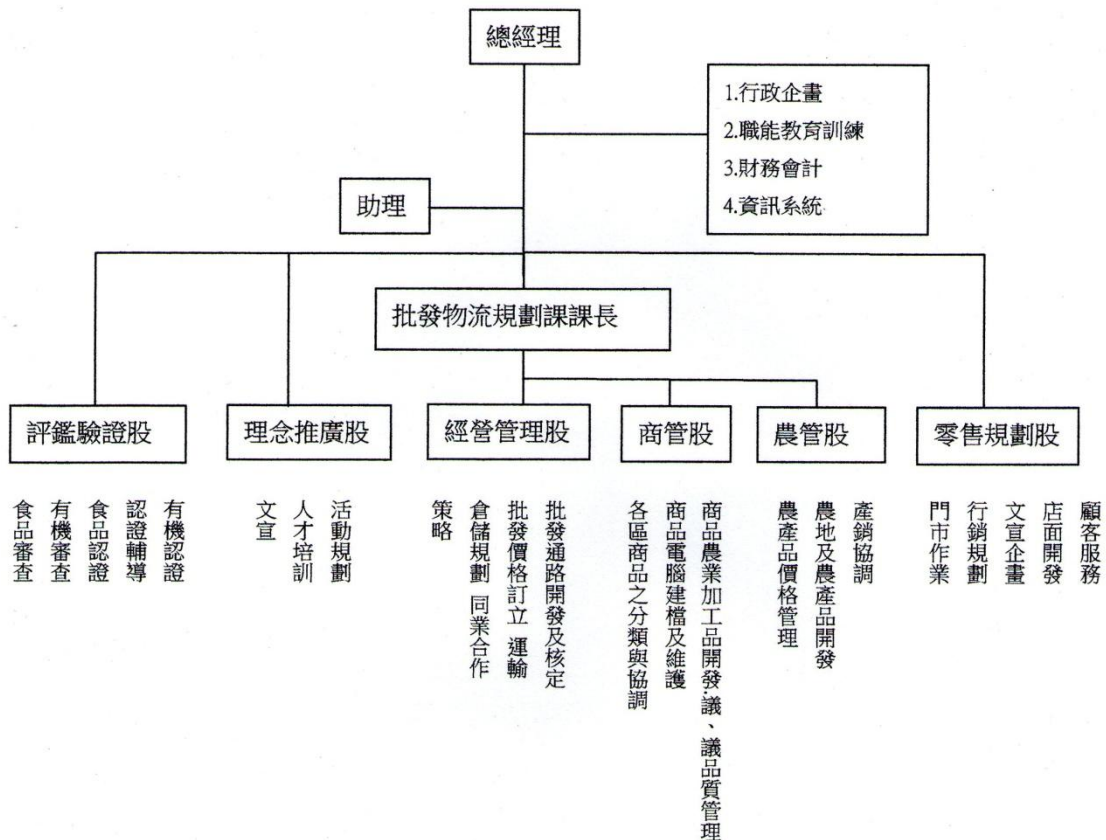 總經理
1.行政企畫
2.職能教育訓練
3.財務會計
4.資訊系統
助理
批發物流規劃課課長
評鑑驗證股
理念推廣股
經營管理股
商管股
農管股
零售規劃股
有機認證
認證輔導
食品認證
有機審查
食品審查
活動規劃
人才培訓
文宣
批發通路開發及核定
批發價格訂立 運輸
倉儲規劃 同業合作
策略
商品農業加工品開發:議、議品質管理
商品電腦建檔及維護
各區商品之分類與協調
產銷協調
農地及農產品開發
農產品價格管理
顧客服務
店面開發
文宣企畫
行銷規劃
門市作業